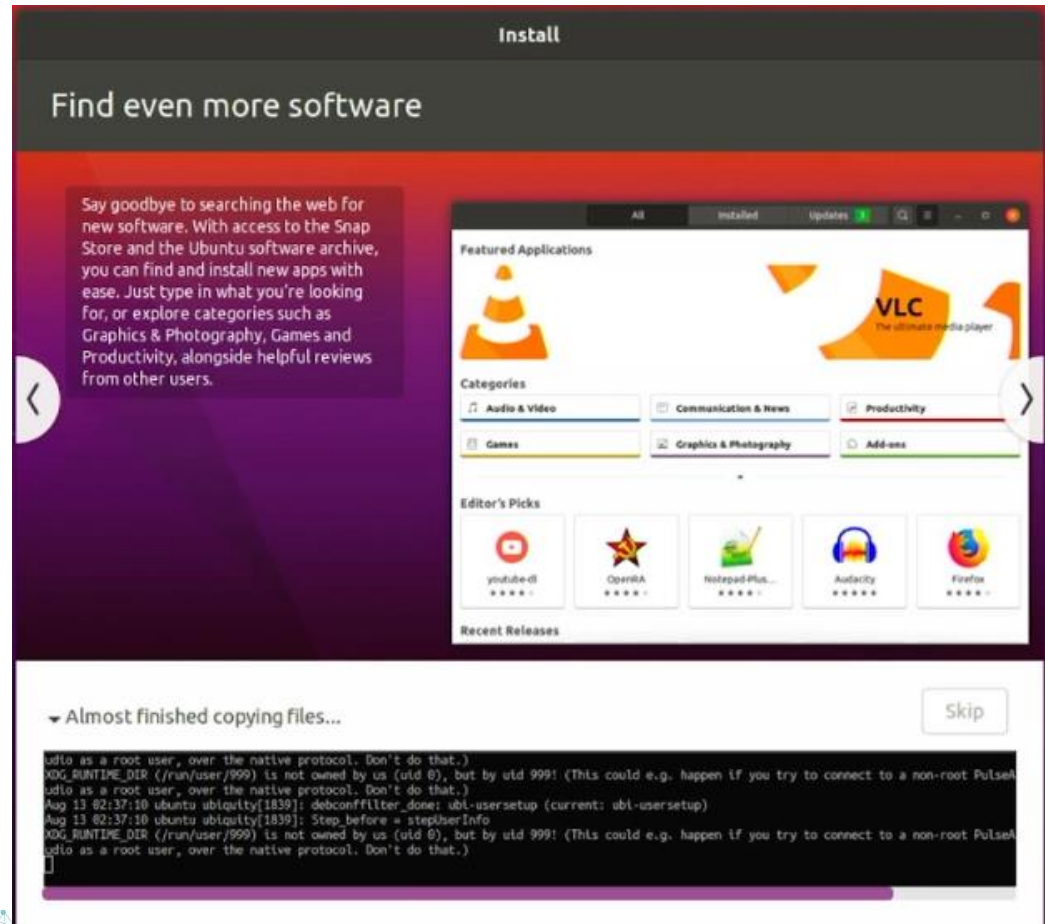 Install
Find even more software
Say goodbye to searching the web for
new software. With access to the Snap
Store and the Ubuntu software archive,
you can find and install new apps with
ease. Just type in what you're looking
for, or explore categories such as
Graphics & Photography, Games and
Productivity, alongside helpful reviews
from other users.
All Installed Updates 3
Featured Applications
VLC
The ultimate media player
Categories
Audio & Video Communication & News Productivity
Games Graphics & Photography Add-ons
Editor's Picks
youtube-dl OpenRA Notepad-Plus... Audacity Firefox
Recent Releases
Almost finished copying files...
Skip
udio as a root user, over the native protocol. Don't do that.)
XDG_RUNTIME_DIR (/run/user/999) is not owned by us (uid 0), but by uid 999! (This could e.g. happen if you try to connect to a non-root PulseA
udio as a root user, over the native protocol. Don't do that.)
Aug 13 02:37:10 ubuntu ubiquity[1839]: debconffilter_done: ubi-usersetup (current: ubi-usersetup)
Aug 13 02:37:10 ubuntu ubiquity[1839]: Step_before = stepUserInfo
XDG_RUNTIME_DIR (/run/user/999) is not owned by us (uid 0), but by uid 999! (This could e.g. happen if you try to connect to a non-root PulseA
udio as a root user, over the native protocol. Don't do that.)